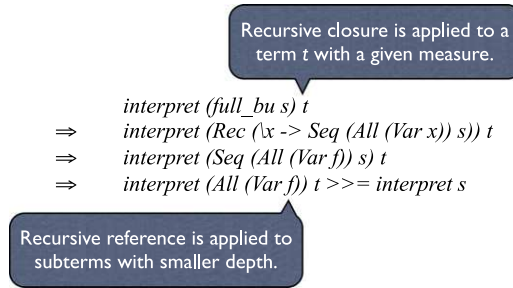 Recursive closure is applied to a
term t with a given measure.
interpret (full_bu s) t
⇒ interpret (Rec (\x -> Seq (All (Var x)) s)) t
⇒ interpret (Seq (All (Var f)) s) t
⇒ interpret (All (Var f)) t >>= interpret s
Recursive reference is applied to
subterms with smaller depth.